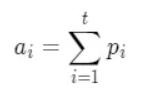 a_i = \sum_{i=1}^{t} p_i